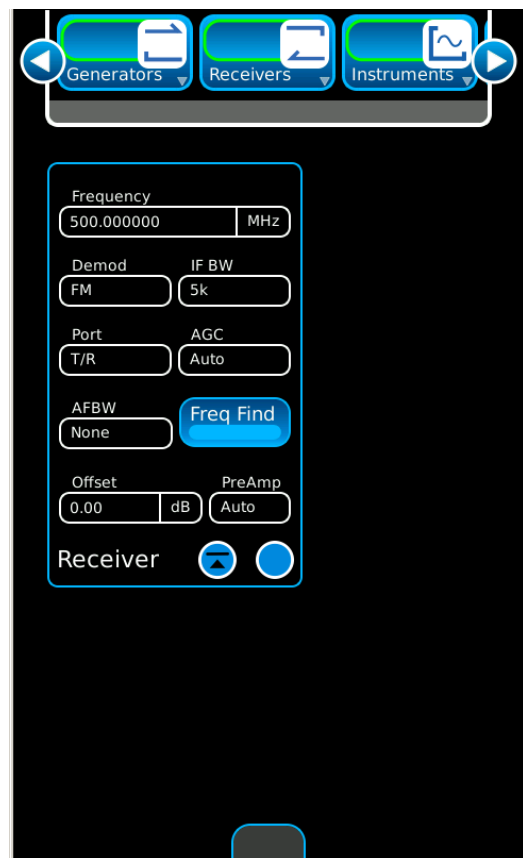 Generators Receivers Instruments
Frequency
500.000000 MHz
Demod IF BW
FM 5k
Port AGC
T/R Auto
AFBW
Freq Find
None
Offset PreAmp
0.00 dB Auto
Receiver